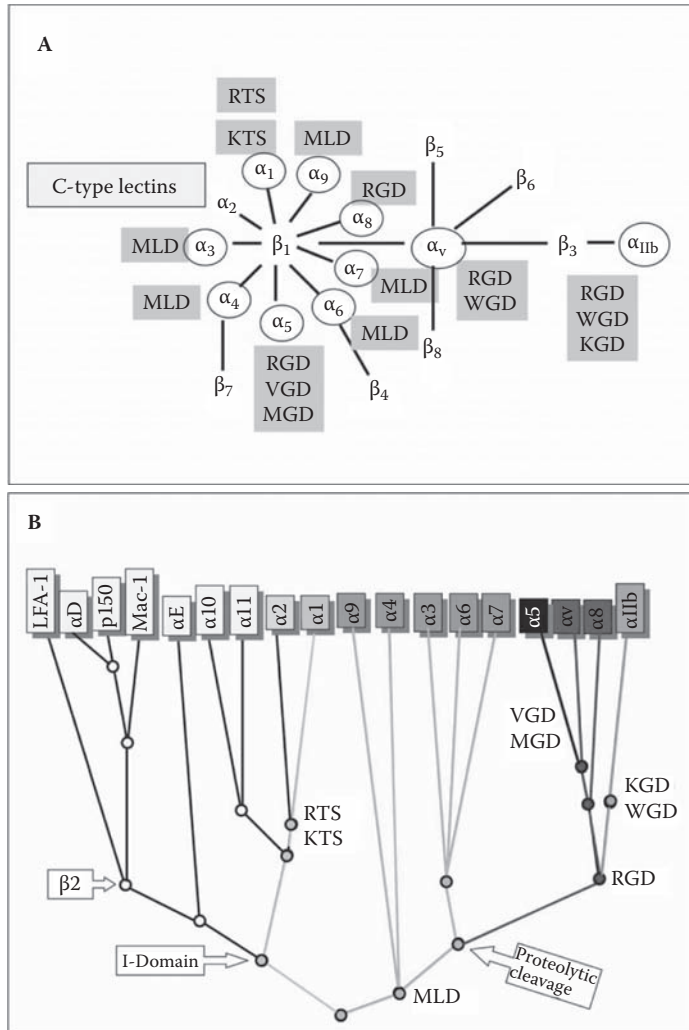 A
RTS
KTS
MLD
β5
C-type lectins
α1
α9
β6
RGD
α2
α8
MLD
α3
β1
αv
β3
αIIb
α7
MLD
RGD
WGD
RGD
WGD
KGD
MLD
α4
α5
α6
MLD
β8
RGD
VGD
MGD
β7
β4
B
LFA-1
αD
p150
Mac-1
αE
α10
α11
α2
α1
α9
α4
α3
α6
α7
α5
αv
α8
αIIb
VGD
MGD
KGD
WGD
RTS
KTS
β2
RGD
I-Domain
Proteolytic
cleavage
MLD